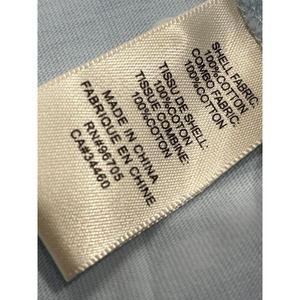 SHELL FABRIC:
100%COTTON
COMBO FABRIC:
100%COTTON
TISSU DE SHELL:
100%COTON
TISSU COMBINE:
100%COTON
MADE IN CHINA
FABRIQUE EN CHINE
RN#96705
CA#34460